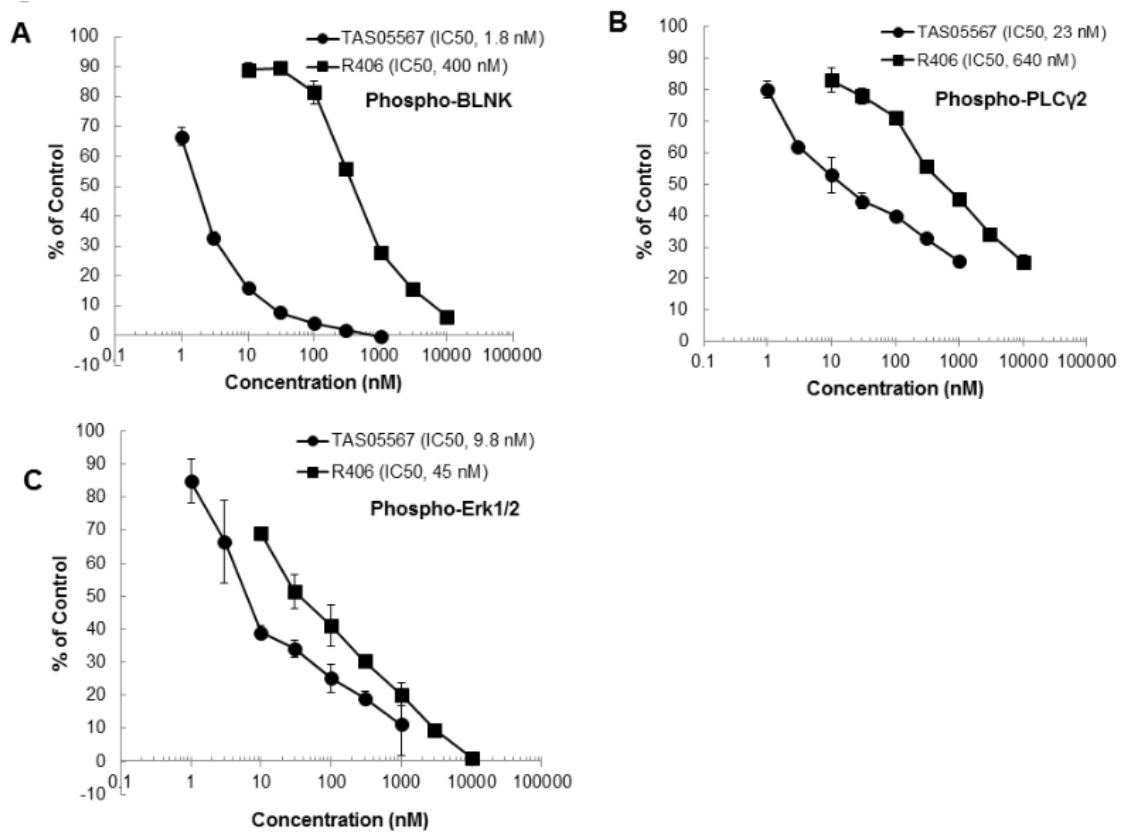 A
TAS05567 (IC50, 1.8 nM)
R406 (IC50, 400 nM)
Phospho-BLNK
% of Control
100
90
80
70
60
50
40
30
20
10
0
-10
0.1 1 10 100 1000 10000 100000
Concentration (nM)
B
TAS05567 (IC50, 23 nM)
R406 (IC50, 640 nM)
Phospho-PLCγ2
% of Control
100
90
80
70
60
50
40
30
20
10
0
0.1 1 10 100 1000 10000 100000
Concentration (nM)
C
TAS05567 (IC50, 9.8 nM)
R406 (IC50, 45 nM)
Phospho-Erk1/2
% of Control
100
90
80
70
60
50
40
30
20
10
0
-10
0.1 1 10 100 1000 10000 100000
Concentration (nM)